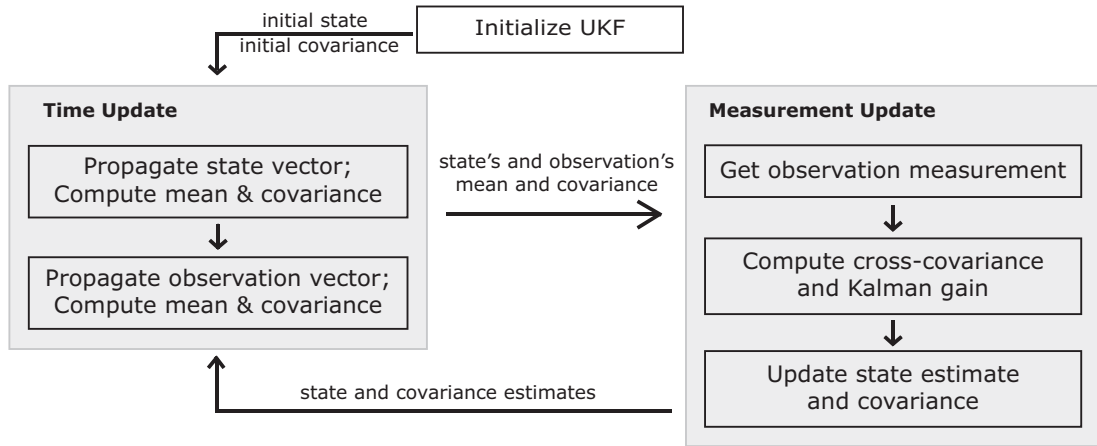 Initialize UKF
initial state
initial covariance
Time Update
Propagate state vector;
Compute mean & covariance
Propagate observation vector;
Compute mean & covariance
state’s and observation’s
mean and covariance
Measurement Update
Get observation measurement
Compute cross-covariance
and Kalman gain
Update state estimate
and covariance
state and covariance estimates